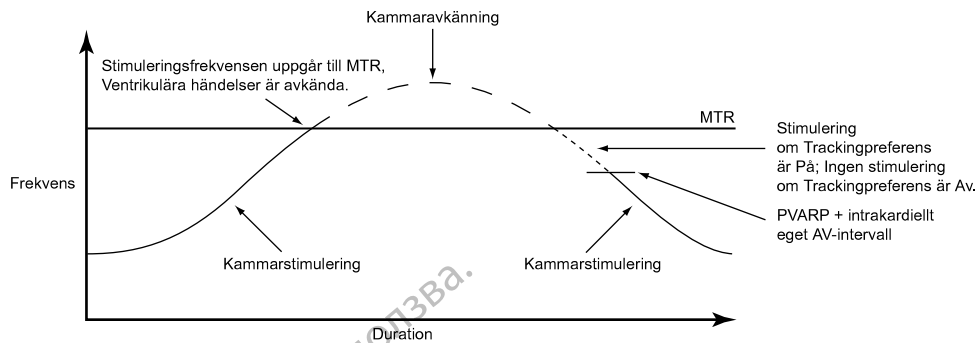 Kammaravkänning
Stimuleringsfrekvensen uppgår till MTR,
Ventrikulära händelser är avkända.
MTR
Stimulering
om Trackingpreferens
är På; Ingen stimulering
om Trackingpreferens är Av.
Frekvens
PVARP + intrakardiellt
eget AV-intervall
Kammarstimulering
Kammarstimulering
Duration